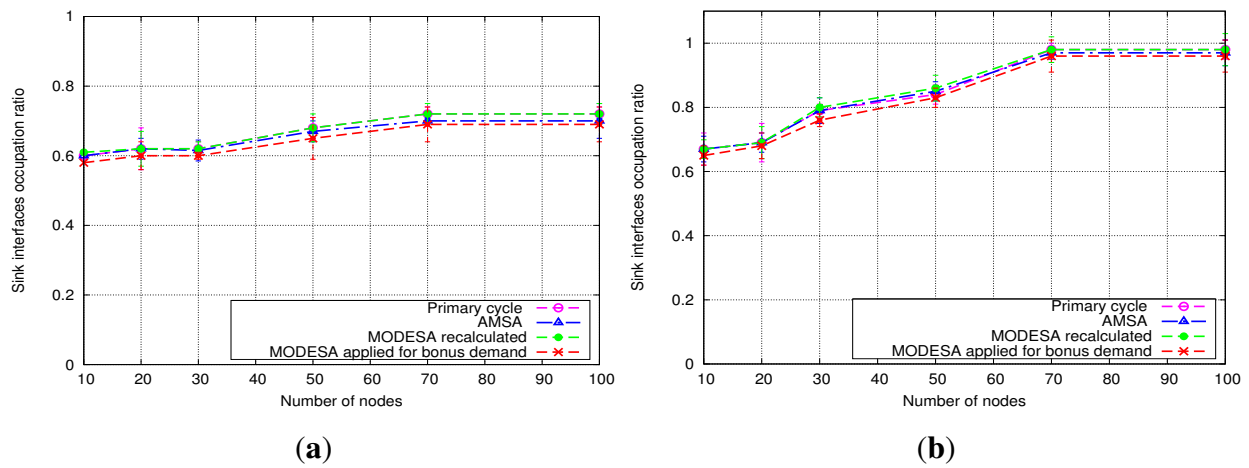 1
0.8
0.6
0.4
0.2
0
Sink interfaces occupation ratio
Primary cycle
AMSA
MODESA recalculated
MODESA applied for bonus demand
10 20 30 40 50 60 70 80 90 100
Number of nodes
(a)
1
0.8
0.6
0.4
0.2
0
Sink interfaces occupation ratio
Primary cycle
AMSA
MODESA recalculated
MODESA applied for bonus demand
10 20 30 40 50 60 70 80 90 100
Number of nodes
(b)